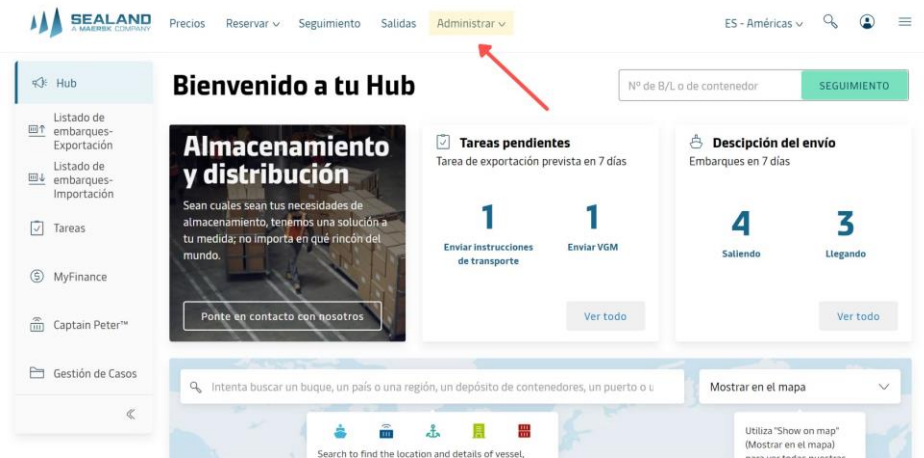 SEALAND
A MAERSK COMPANY
Precios
Reservar
Seguimiento
Salidas
Administrar
ES - Américas
Hub
Listado de
embarques-
Exportación
Listado de
embarques-
Importación
Tareas
MyFinance
Captain Peter™
Gestión de Casos
Bienvenido a tu Hub
Nº de B/L o de contenedor
SEGUIMIENTO
Almacenamiento
y distribución
Sean cuales sean tus necesidades de
almacenamiento, tenemos una solución a
tu medida; no importa en qué rincón del
mundo.
Ponte en contacto con nosotros
Tareas pendientes
Tarea de exportación prevista en 7 días
1
Enviar instrucciones
de transporte
1
Enviar VGM
Ver todo
Descipción del envío
Embarques en 7 días
4
Saliendo
3
Llegando
Ver todo
Intenta buscar un buque, un país o una región, un depósito de contenedores, un puerto o u
Mostrar en el mapa
Search to find the location and details of vessel,
Utiliza "Show on map"
(Mostrar en el mapa)
para ver todas nuestras